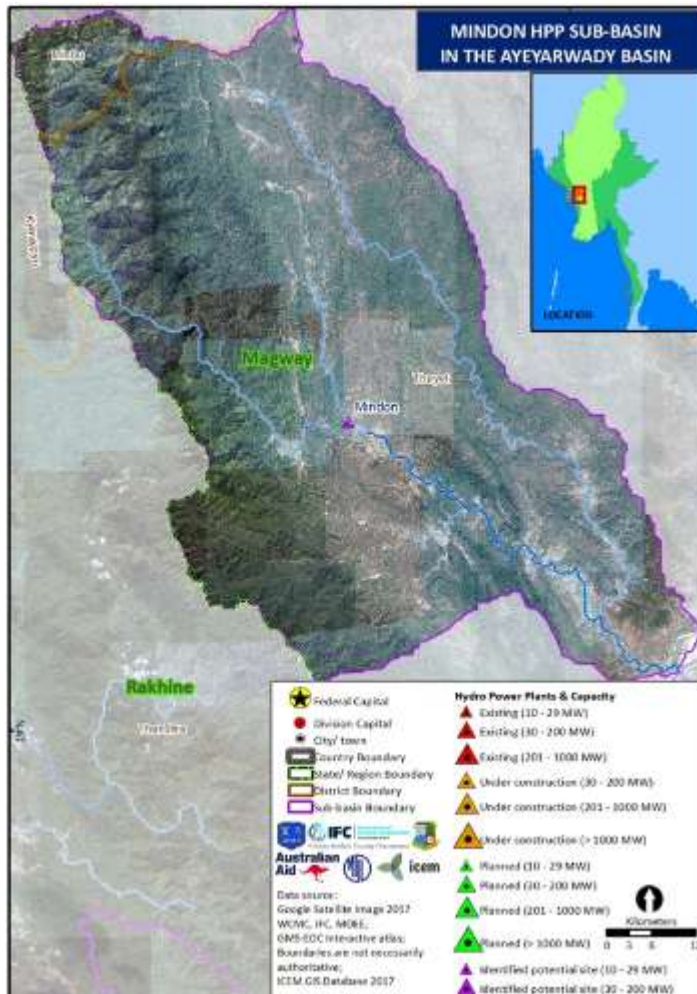 MINDON HPP SUB-BASIN
IN THE AYEYARWADY BASIN
LOCATION
Magway
Thayet
Mindon
Rakhine
19°N
Federal Capital
Division Capital
City/ town
Country Boundary
State/ Region Boundary
District Boundary
Sub-basin Boundary
IFC
Australian
Aid
icem
Data source:
Google Satellite Image 2017
WCMC, IFC, MOEE,
GMS-EOC interactive atlas;
Boundaries are not necessarily
authoritative;
ICEM GIS Database 2017
Hydro Power Plants & Capacity
Existing (10 - 29 MW)
Existing (30 - 200 MW)
Existing (201 - 1000 MW)
Under construction (30 - 200 MW)
Under construction (201 - 1000 MW)
Under construction (> 1000 MW)
Planned (10 - 29 MW)
Planned (30 - 200 MW)
Planned (201 - 1000 MW)
Planned (> 1000 MW)
Identified potential site (10 - 29 MW)
Identified potential site (30 - 200 MW)
Kilometers
0 3 6 12